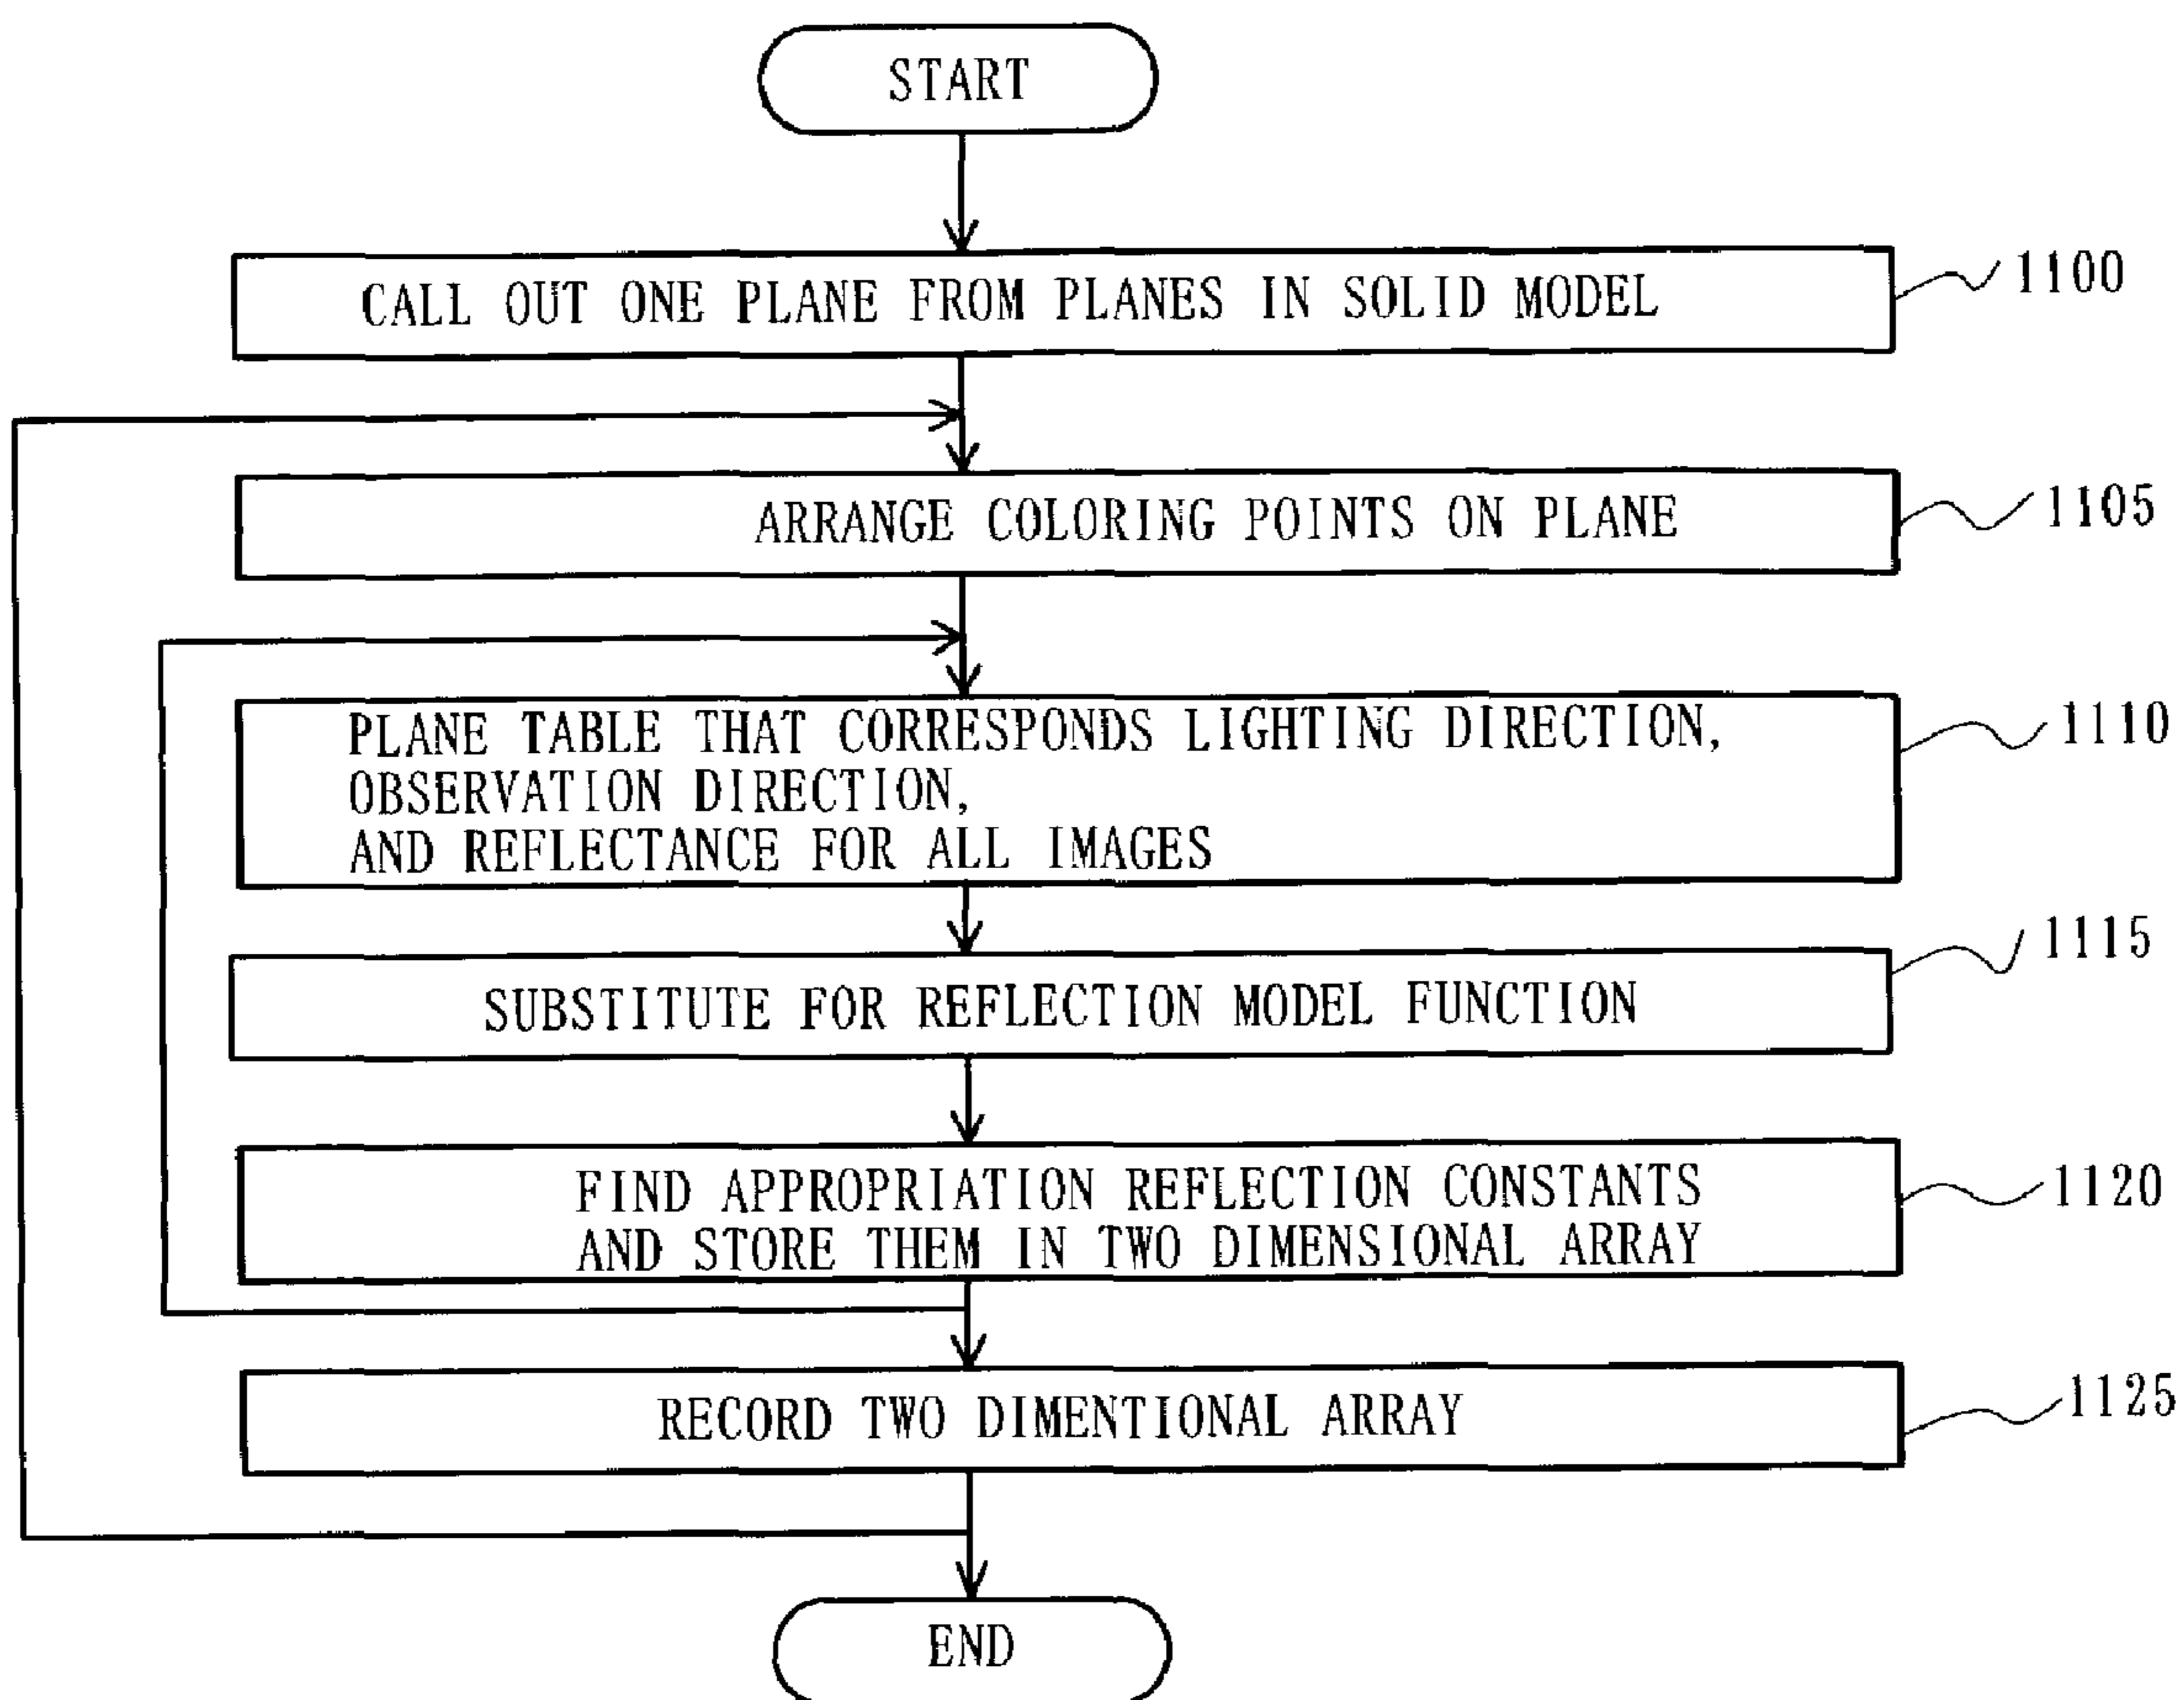 START
CALL OUT ONE PLANE FROM PLANES IN SOLID MODEL
1100
ARRANGE COLORING POINTS ON PLANE
1105
PLANE TABLE THAT CORRESPONDS LIGHTING DIRECTION,
OBSERVATION DIRECTION,
AND REFLECTANCE FOR ALL IMAGES
1110
SUBSTITUTE FOR REFLECTION MODEL FUNCTION
1115
FIND APPROPRIATION REFLECTION CONSTANTS
AND STORE THEM IN TWO DIMENSIONAL ARRAY
1120
RECORD TWO DIMENTIONAL ARRAY
1125
END